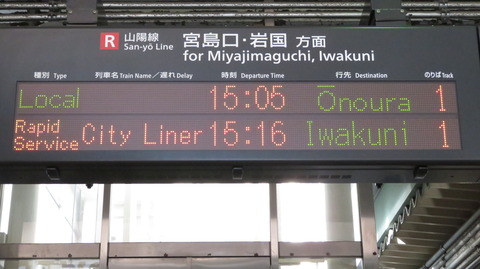 R 山陽線 San-yō Line 宮島口・岩国 方面
for Miyajimaguchi, Iwakuni
種別 Type 列車名 Train Name／遅れ Delay 時刻 Departure Time 行先 Destination のりば Track
Local 15:05 Ōnoura 1
Rapid Service City Liner 15:16 Iwakuni 1